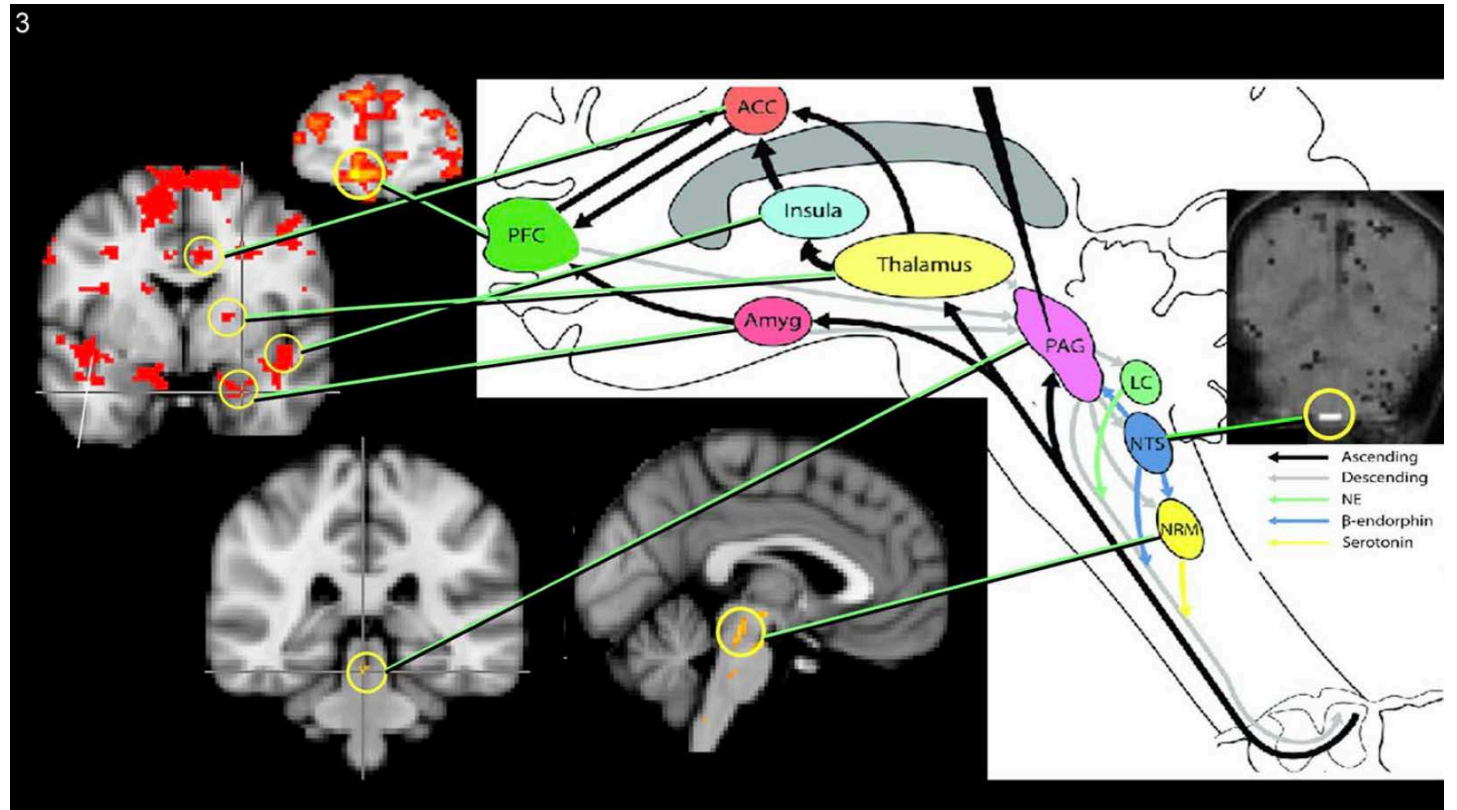 3
ACC
Insula
PFC
Thalamus
Amyg
PAG
LC
NTS
NRM
Ascending
Descending
NE
β-endorphin
Serotonin